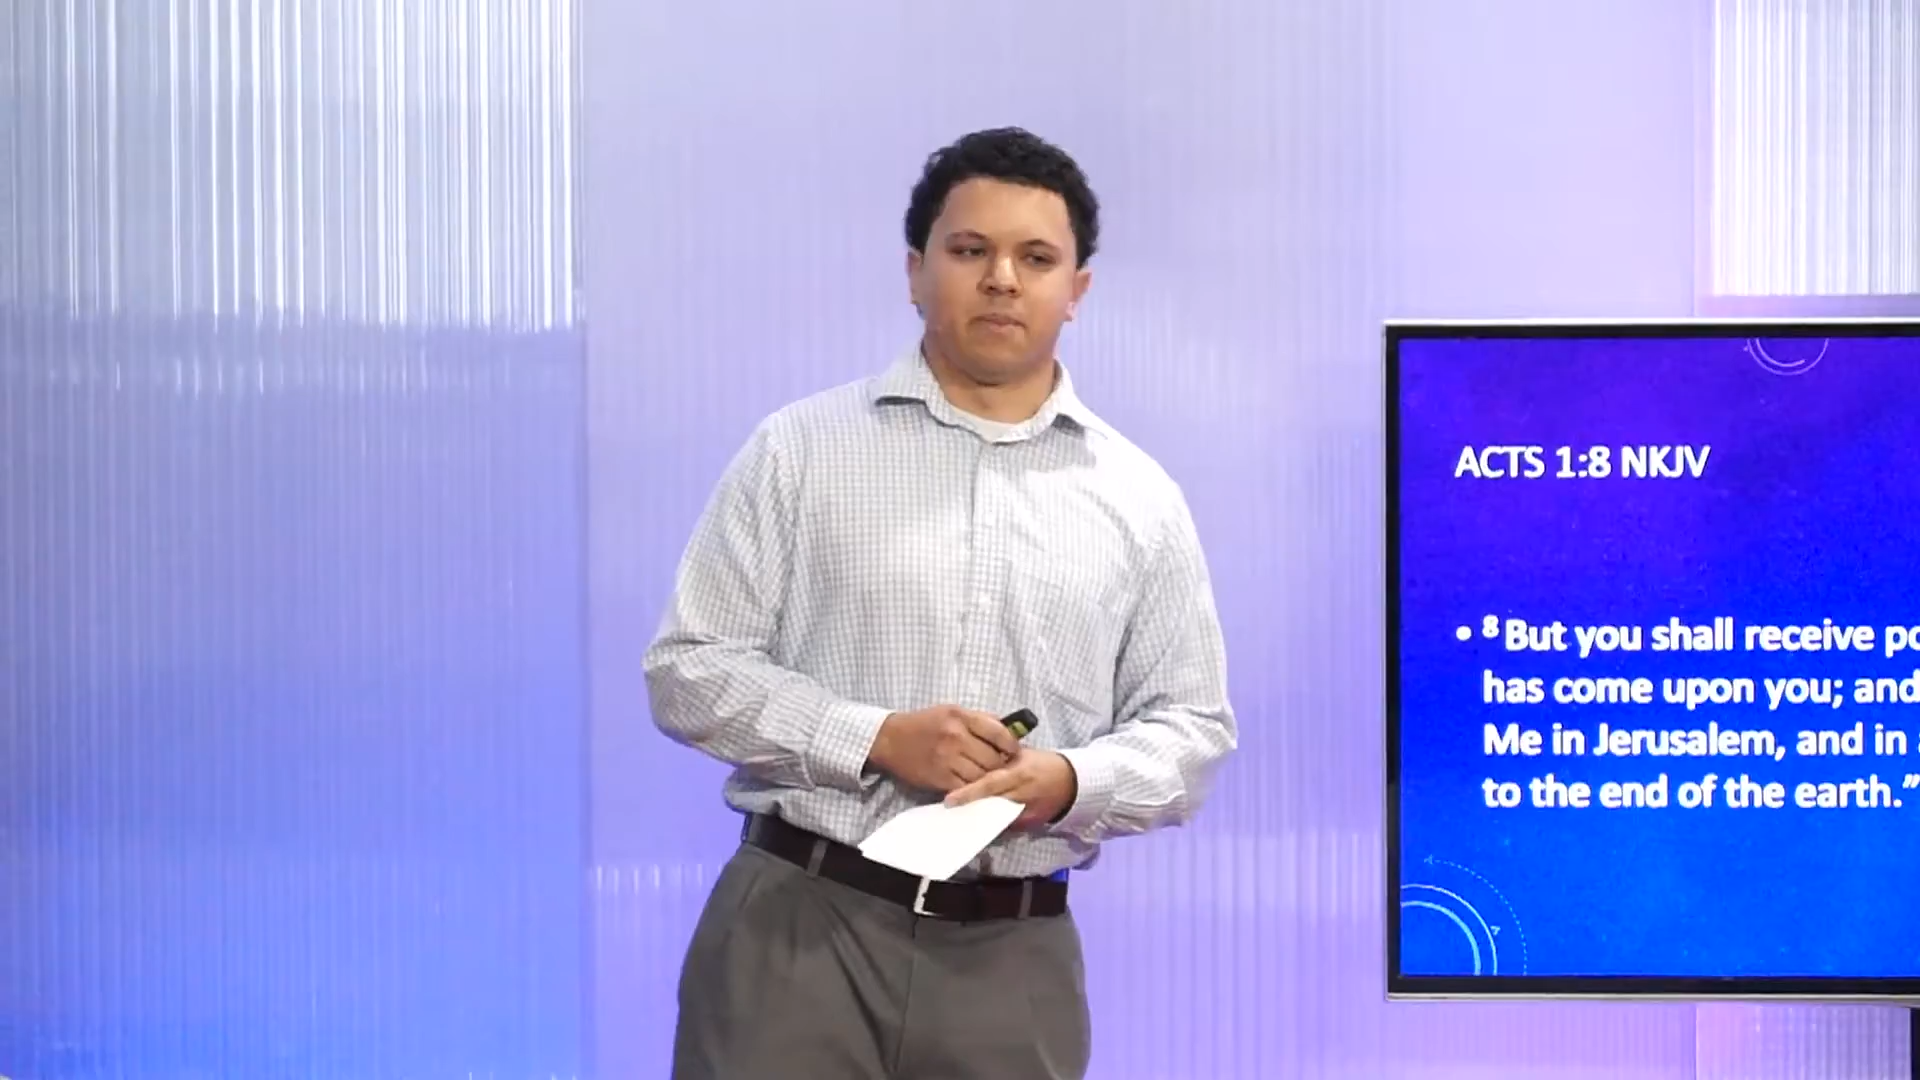 ACTS 1:8 NKJV
• 8 But you shall receive
has come upon you; and
Me in Jerusalem, and in
to the end of the earth.”